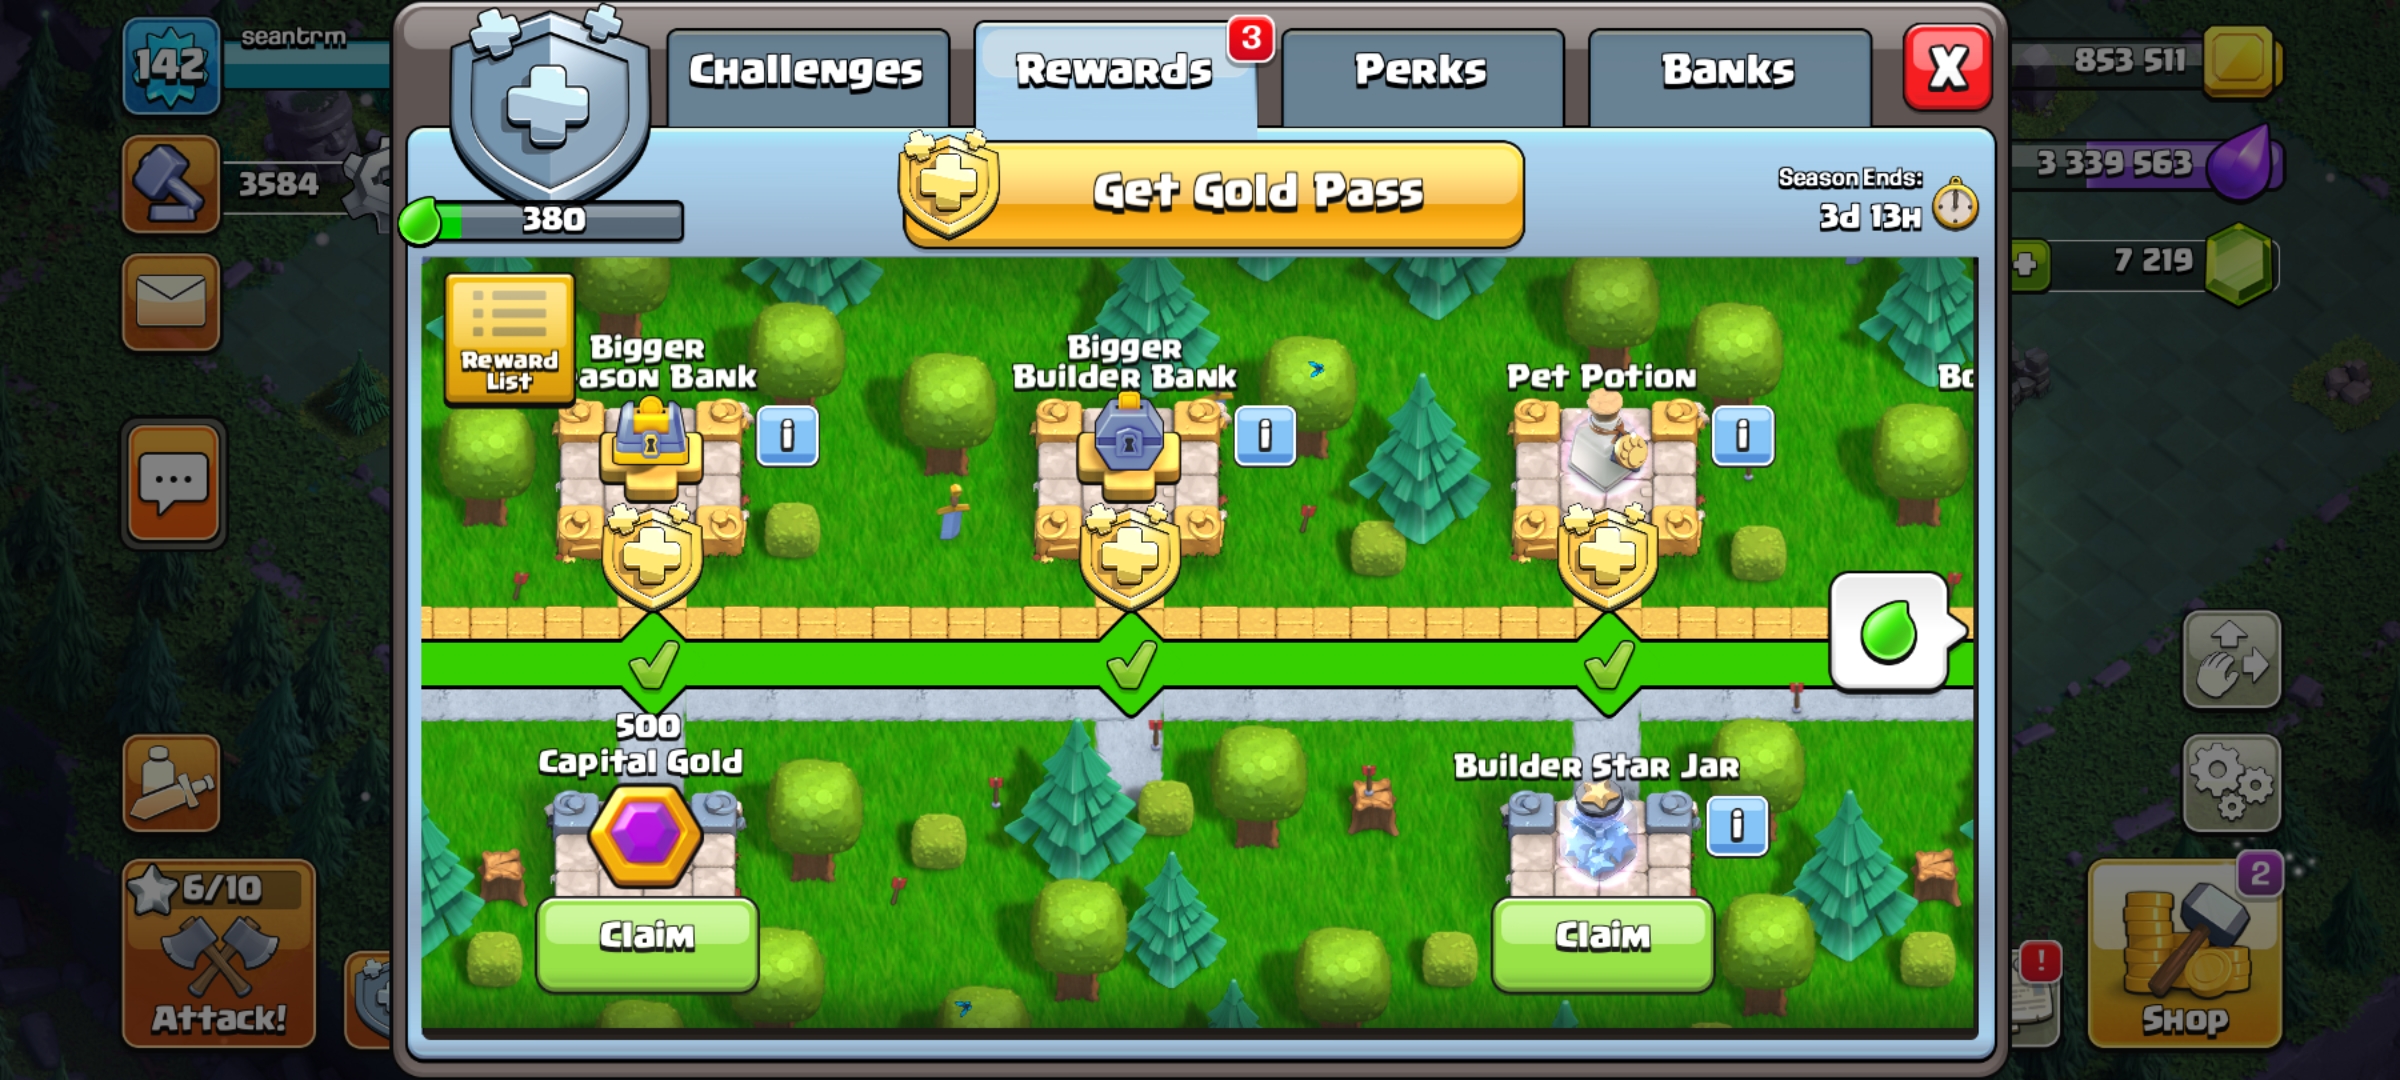 142
seantrm
3584
Challenges
Rewards
3
Perks
Banks
X
853 511
3 339 563
7 219
380
Get Gold Pass
Season Ends:
3d 13h
Reward
List
Bigger
ason Bank
Bigger
Builder Bank
Pet Potion
Bo
i
i
i
500
Capital Gold
Builder Star Jar
i
Claim
Claim
6/10
Attack!
!
2
Shop